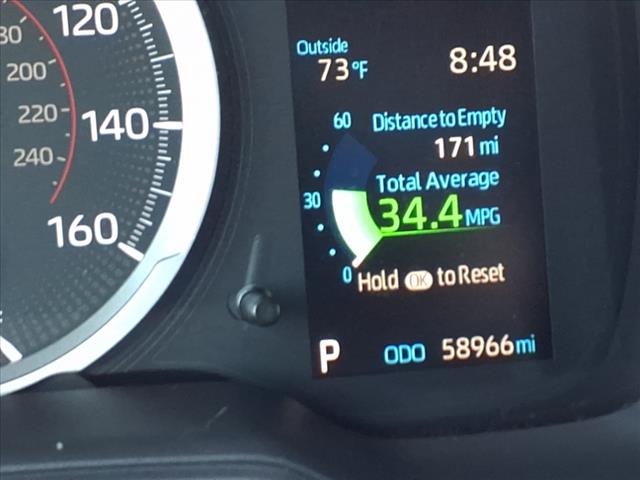 120
140
160
200
220
240
Outside
73°F
8:48
60
Distance to Empty
171 mi
Total Average
30
34.4 MPG
0
Hold OK to Reset
P
ODO 58966 mi